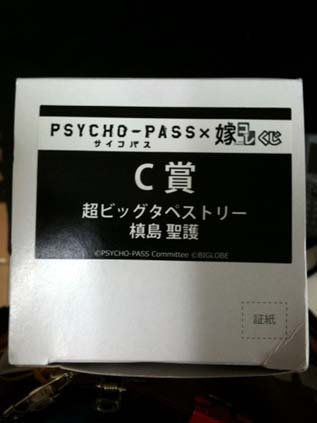 PSYCHO-PASS×嫁コレくじ
サイコパス
C賞
超ビッグタペストリー
槙島 聖護
©PSYCHO-PASS Committee ©BIGLOBE
証紙